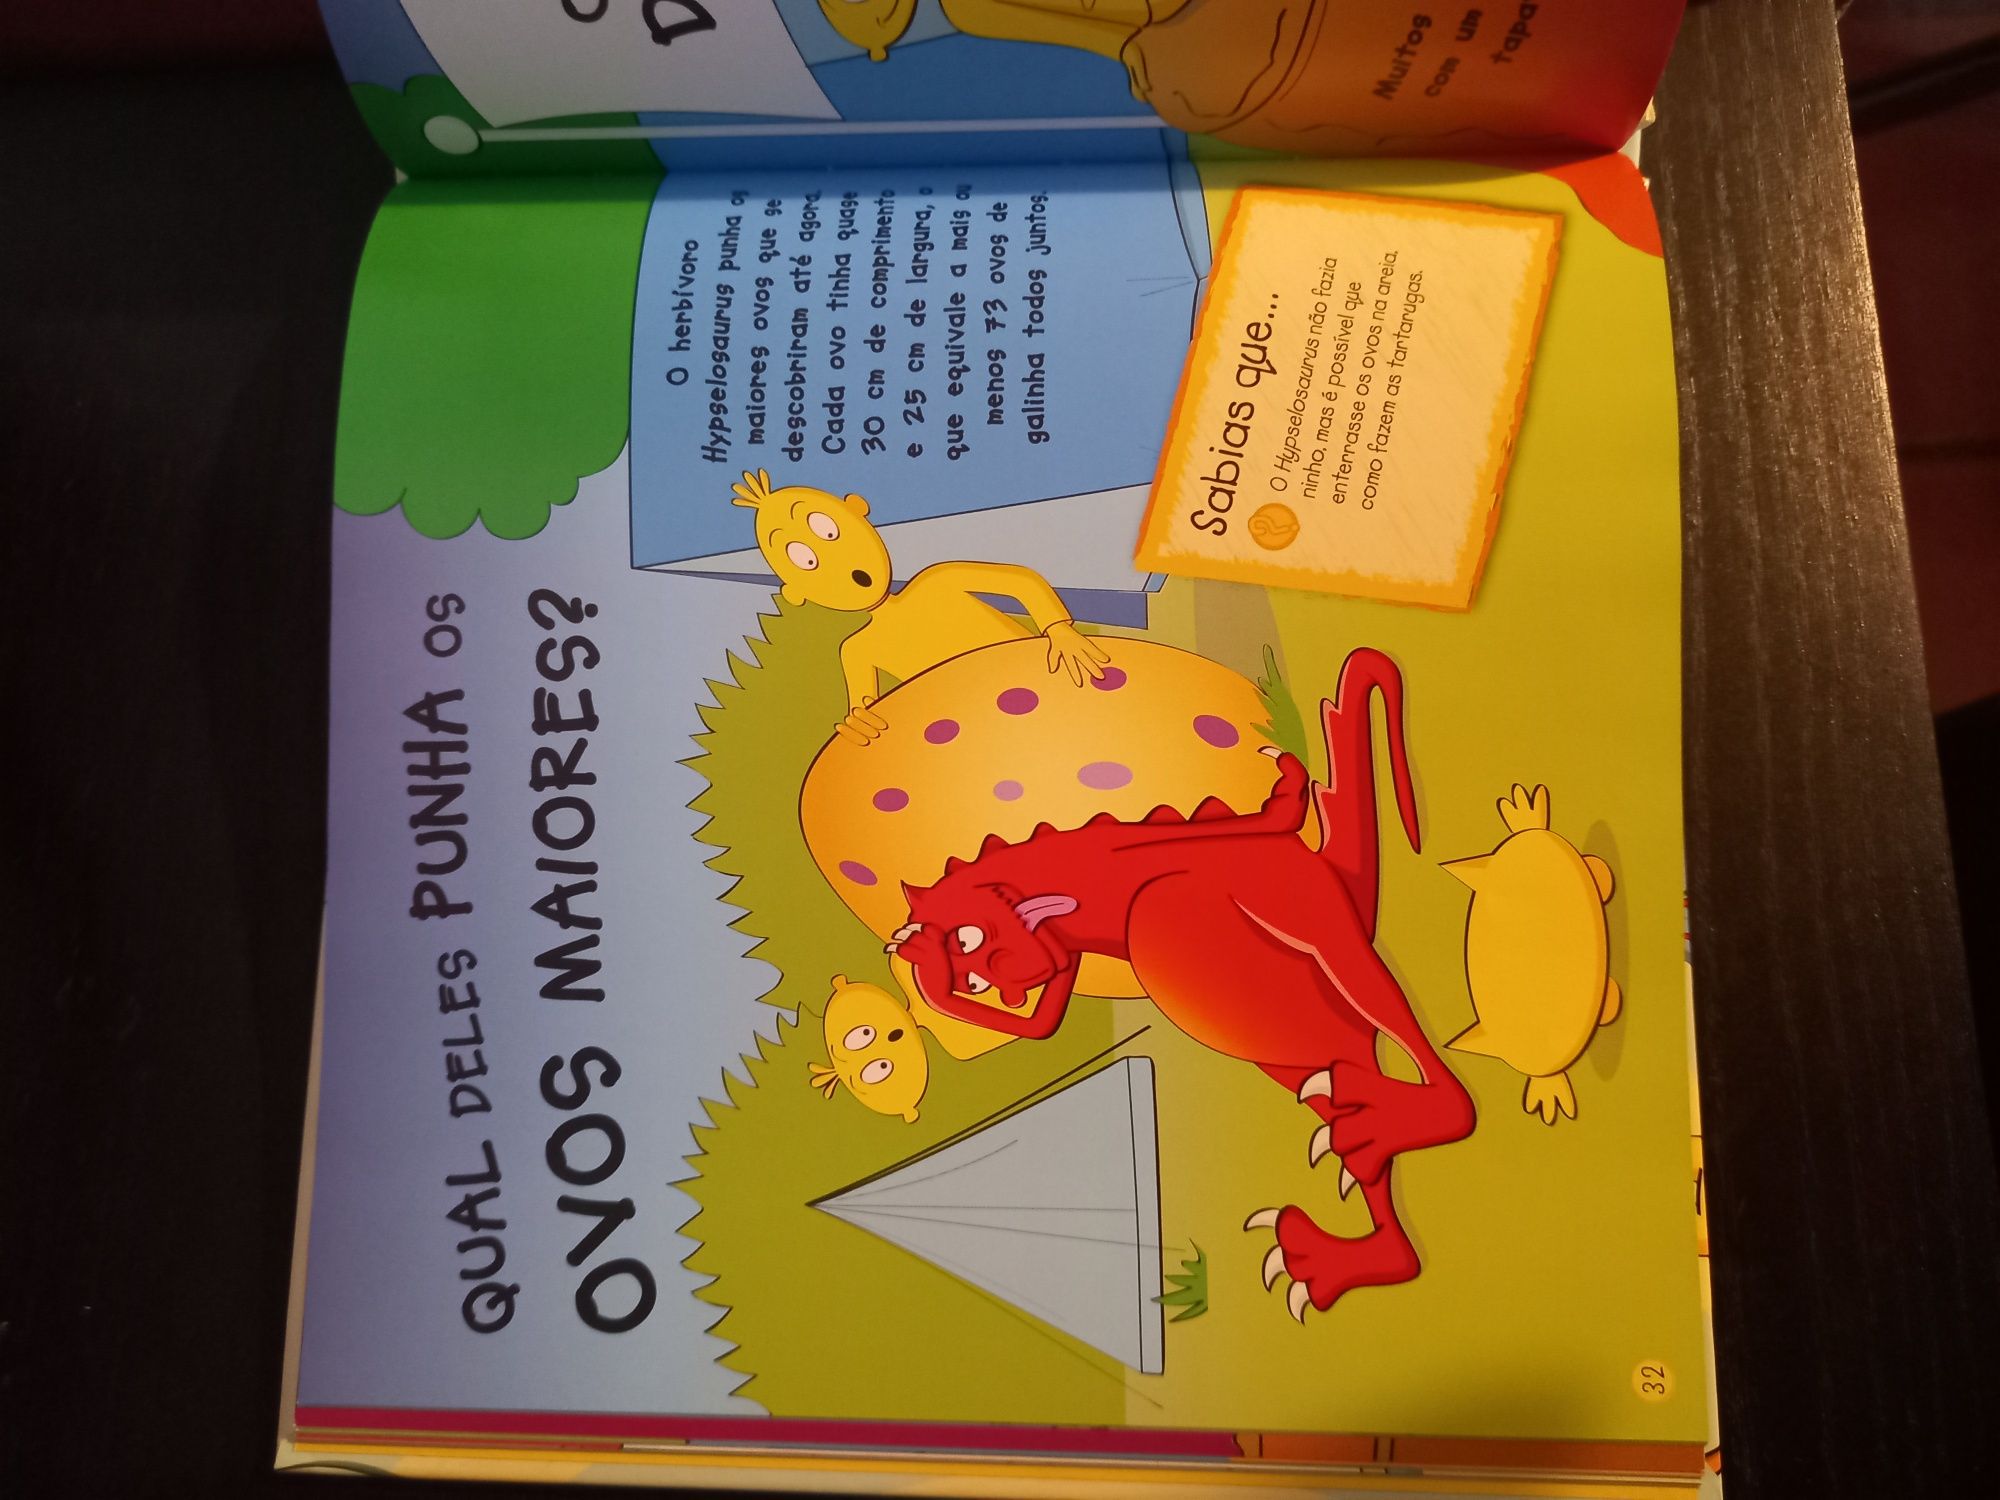 QUAL DELES PUNHA OS
OVOS MAIORES?
O herbívoro
Hypselosaurus punha os
maiores ovos que se
descobriram até agora.
Cada ovo tinha quase
30 cm de comprimento
e 25 cm de largura, o
que equivale a mais ou
menos 73 ovos de
galinha todos juntos.
Sabias que...
O Hypselosaurus não fazia
ninho, mas é possível que
enterrasse os ovos na areia,
como fazem as tantarugas.
32
Muitos
com um